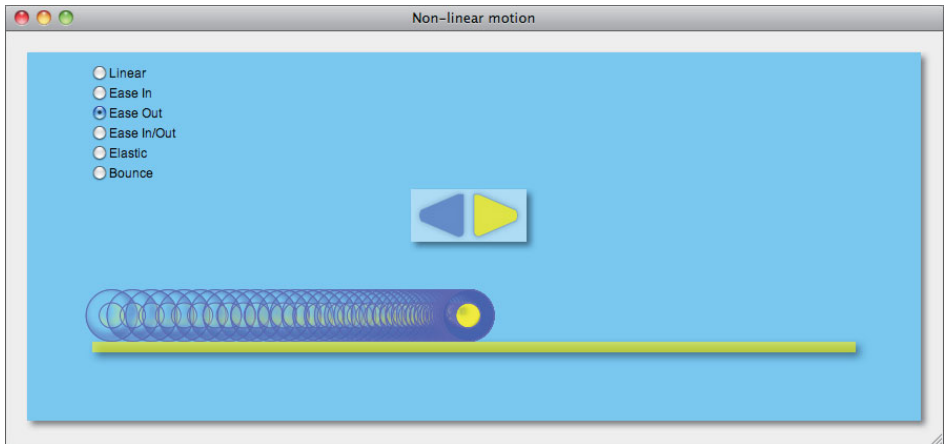 Non-linear motion
Linear
Ease In
Ease Out
Ease In/Out
Elastic
Bounce